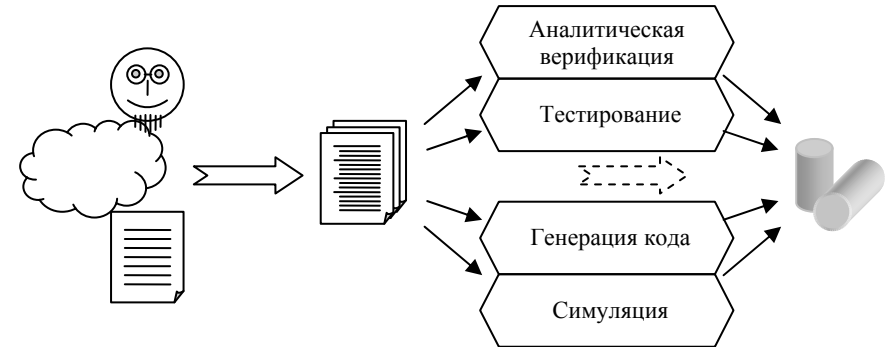 Аналитическая
верификация
Тестирование
Генерация кода
Симуляция